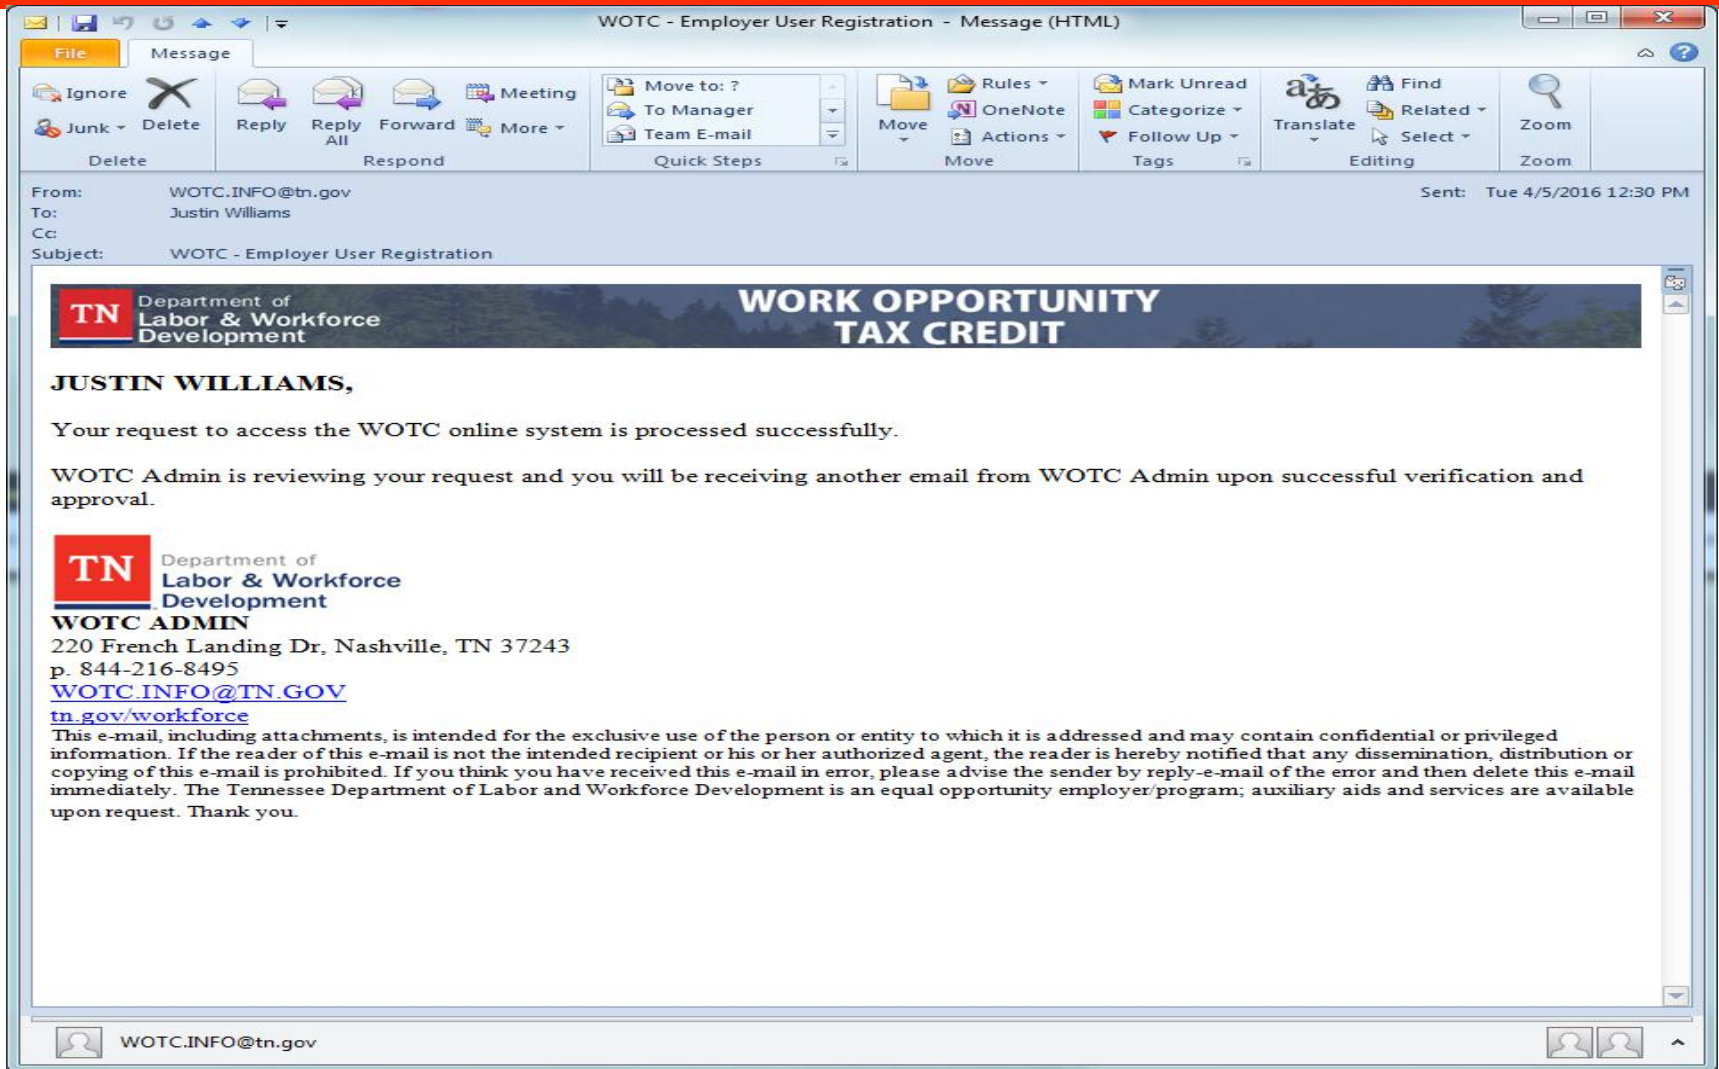 WOTC - Employer User Registration - Message (HTML)
File Message
Ignore
Junk
Delete
Reply
Reply All
Forward
Meeting
More
Move to: ?
To Manager
Team E-mail
Move
Rules
OneNote
Actions
Mark Unread
Categorize
Follow Up
Translate
Find
Related
Select
Zoom
Delete Respond Quick Steps Move Tags Editing Zoom
From: WOTC.INFO@tn.gov Sent: Tue 4/5/2016 12:30 PM
To: Justin Williams
Cc:
Subject: WOTC - Employer User Registration
TN
Department of
Labor & Workforce
Development
WORK OPPORTUNITY
TAX CREDIT
JUSTIN WILLIAMS,
Your request to access the WOTC online system is processed successfully.
WOTC Admin is reviewing your request and you will be receiving another email from WOTC Admin upon successful verification and
approval.
TN
Department of
Labor & Workforce
Development
WOTC ADMIN
220 French Landing Dr, Nashville, TN 37243
p. 844-216-8495
WOTC.INFO@TN.GOV
tn.gov/workforce
This e-mail, including attachments, is intended for the exclusive use of the person or entity to which it is addressed and may contain confidential or privileged
information. If the reader of this e-mail is not the intended recipient or his or her authorized agent, the reader is hereby notified that any dissemination, distribution or
copying of this e-mail is prohibited. If you think you have received this e-mail in error, please advise the sender by reply-e-mail of the error and then delete this e-mail
immediately. The Tennessee Department of Labor and Workforce Development is an equal opportunity employer/program; auxiliary aids and services are available
upon request. Thank you.
WOTC.INFO@tn.gov